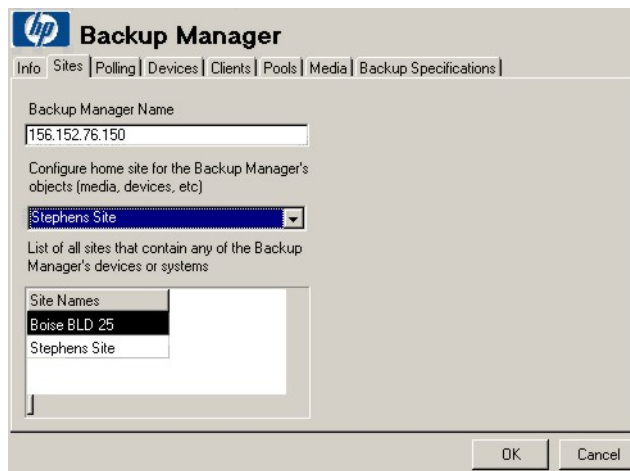 hp
Backup Manager
Info Sites Polling Devices Clients Pools Media Backup Specifications
Backup Manager Name
156.152.76.150
Configure home site for the Backup Manager's
objects (media, devices, etc)
Stephens Site
List of all sites that contain any of the Backup
Manager's devices or systems
Site Names
Boise BLD 25
Stephens Site
OK Cancel